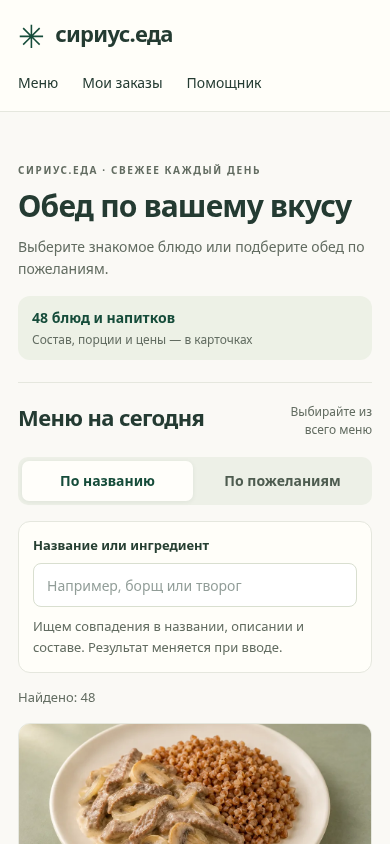 сириус.еда
Меню
Мои заказы
Помощник
СИРИУС.ЕДА · СВЕЖЕЕ КАЖДЫЙ ДЕНЬ
Обед по вашему вкусу
Выберите знакомое блюдо или подберите обед по
пожеланиям.
48 блюд и напитков
Состав, порции и цены — в карточках
Меню на сегодня
Выбирайте из
всего меню
По названию
По пожеланиям
Название или ингредиент
Например, борщ или творог
Ищем совпадения в названии, описании и
составе. Результат меняется при вводе.
Найдено: 48